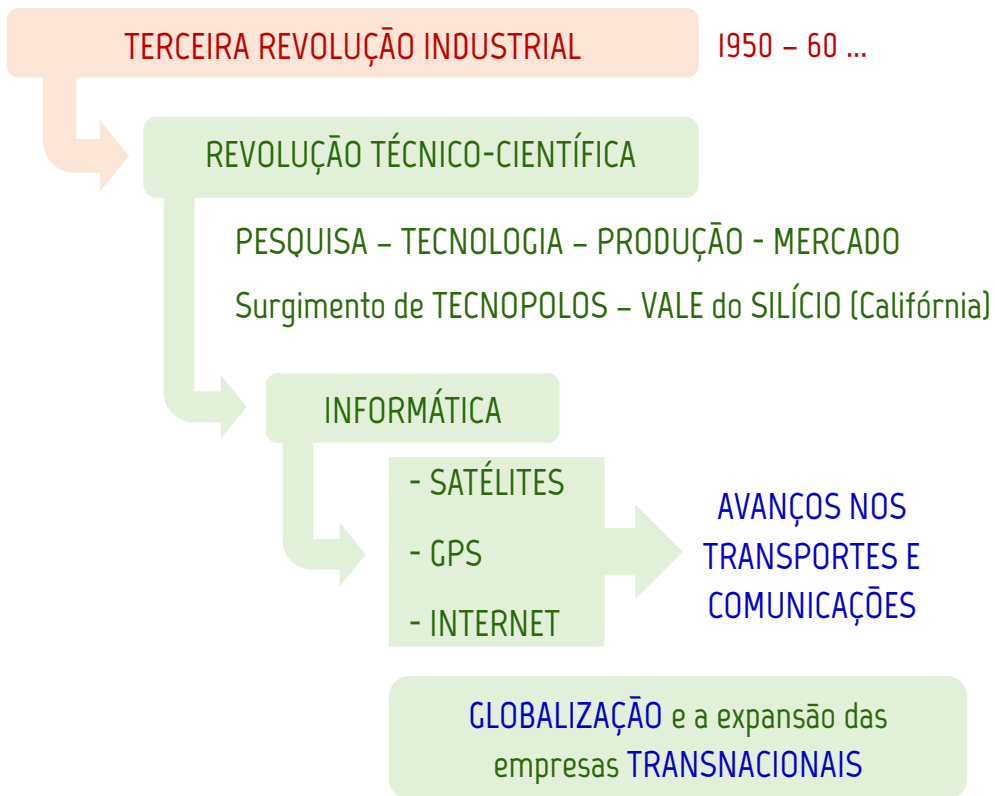 TERCEIRA REVOLUÇÃO INDUSTRIAL 1950 – 60 ...
REVOLUÇÃO TÉCNICO-CIENTÍFICA
PESQUISA – TECNOLOGIA – PRODUÇÃO - MERCADO
Surgimento de TECNOPOLOS – VALE do SILÍCIO (Califórnia)
INFORMÁTICA
- SATÉLITES
- GPS
- INTERNET
AVANÇOS NOS
TRANSPORTES E
COMUNICAÇÕES
GLOBALIZAÇÃO e a expansão das
empresas TRANSNACIONAIS